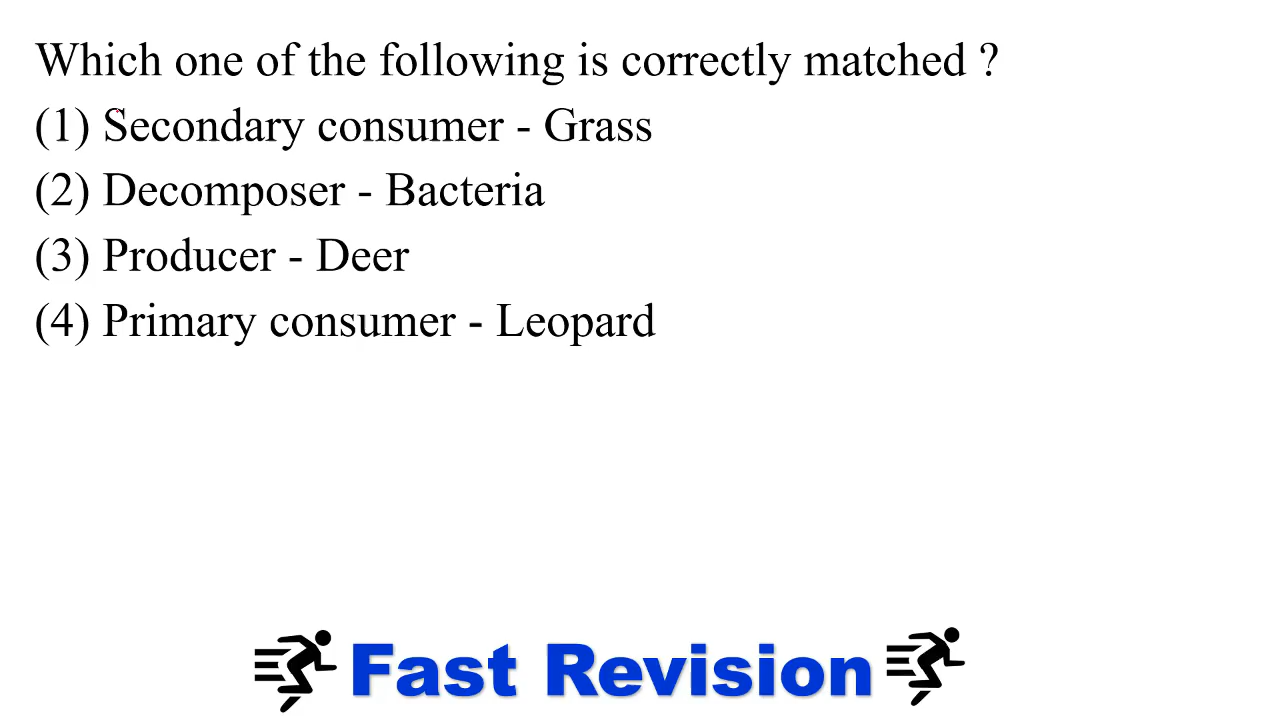 Which one of the following is correctly matched ?
(1) Secondary consumer - Grass
(2) Decomposer - Bacteria
(3) Producer - Deer
(4) Primary consumer - Leopard
Fast Revision